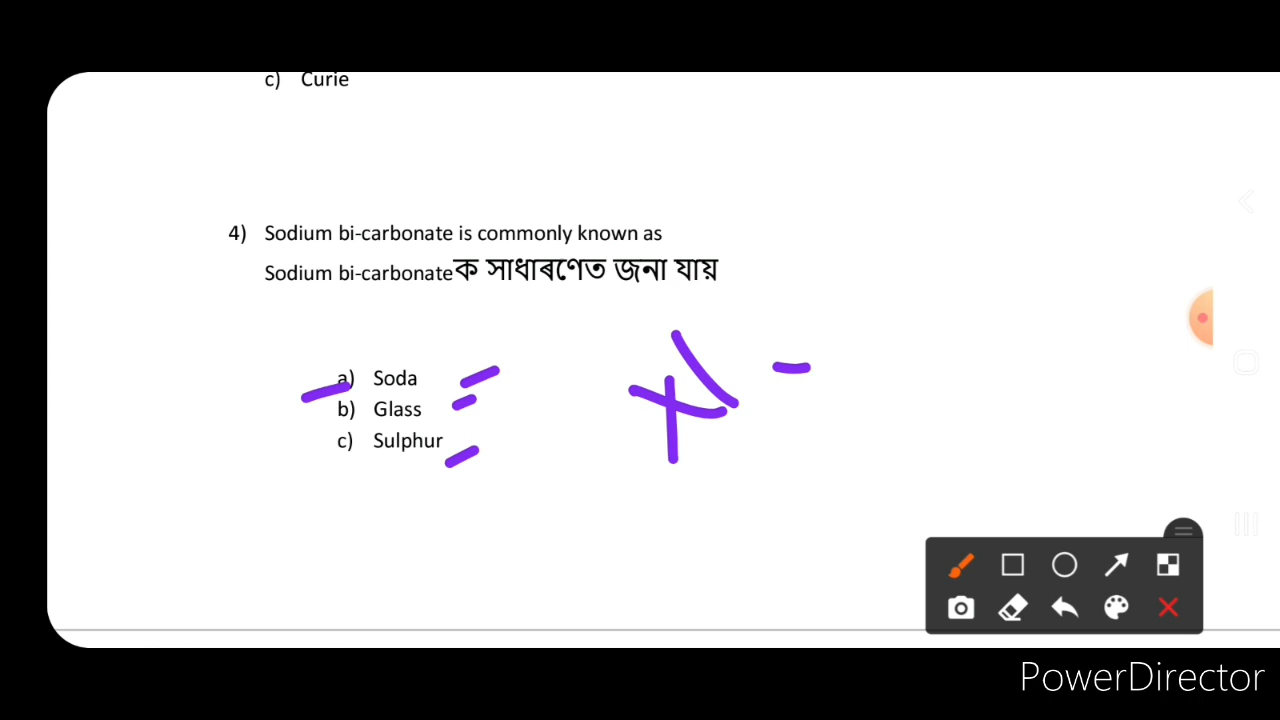 c) Curie
4) Sodium bi-carbonate is commonly known as
Sodium bi-carbonateক সাধাৰণেত জনা যায়
a) Soda
b) Glass
c) Sulphur
PowerDirector